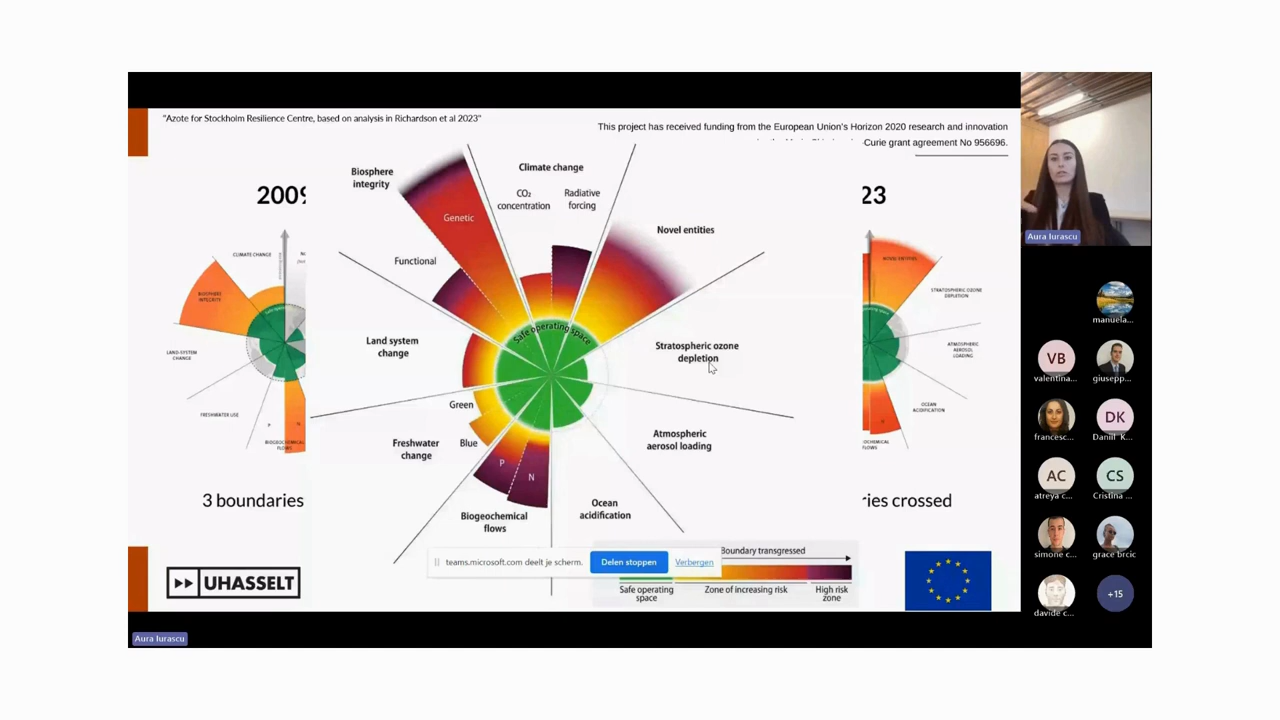 "Azote for Stockholm Resilience Centre, based on analysis in Richardson et al 2023"
This project has received funding from the European Union's Horizon 2020 research and innovation
Curie grant agreement No 956696.
2009
23
Biosphere
integrity
Climate change
CO₂
concentration
Radiative
forcing
Genetic
Novel entities
Functional
Safe operating space
Land system
change
Stratospheric ozone
depletion
Green
Blue
Freshwater
change
Atmospheric
aerosol loading
P
N
Biogeochemical
flows
Ocean
acidification
CLIMATE CHANGE
BIOSPHERE
INTEGRITY
LAND-SYSTEM
CHANGE
FRESHWATER USE
P
BIOGEOCHEMICAL
FLOWS
NOVEL ENTITIES
STRATOSPHERIC OZONE
DEPLETION
ATMOSPHERIC
AEROSOL
LOADING
OCEAN
ACIDIFICATION
FLOWS
3 boundaries
ries crossed
teams.microsoft.com deelt je scherm.
Delen stoppen
Verbergen
Boundary transgressed
Safe operating
space
Zone of increasing risk
High risk
zone
UHASSELT
Aura Iurascu
Aura Iurascu
manuela...
VB
valentina...
giusepp...
francesc...
DK
Daniil K...
AC
atreya c...
CS
Cristina ...
simone c...
grace brcic
davide c...
+15